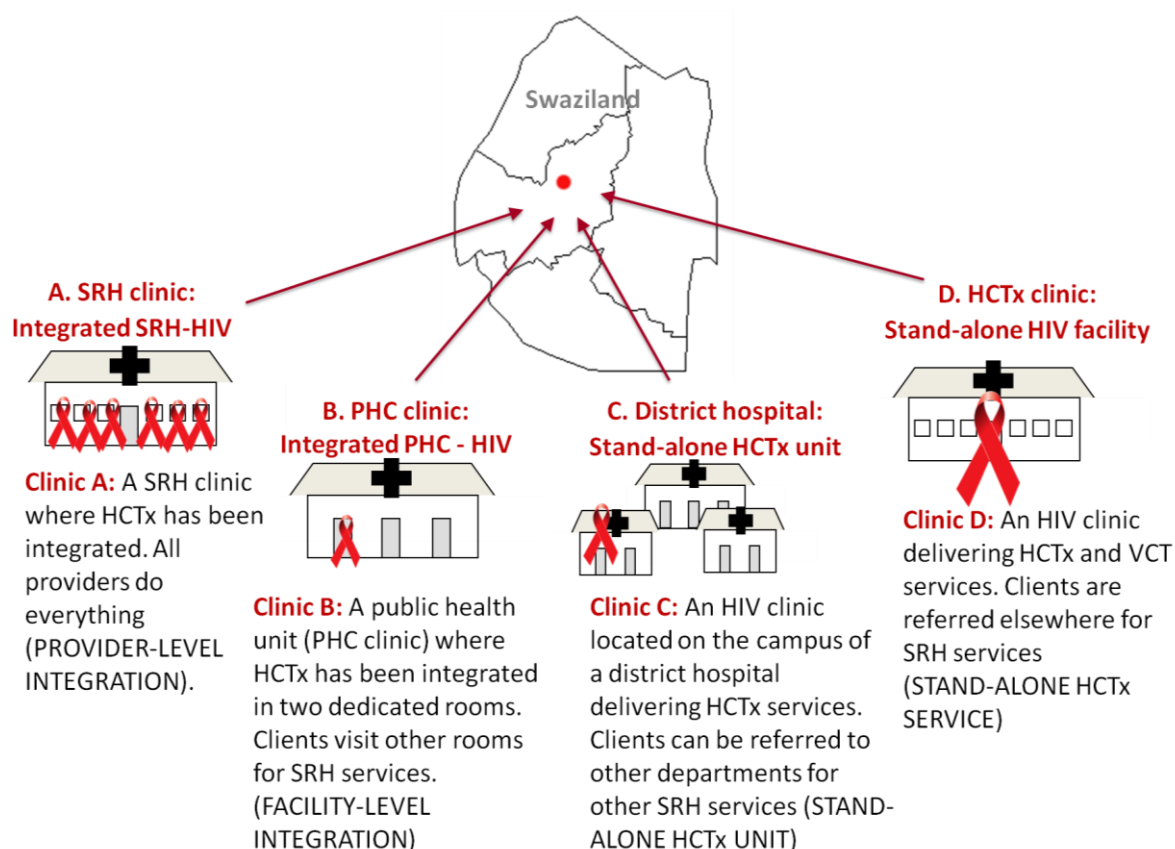 Swaziland
A. SRH clinic:
Integrated SRH-HIV
Clinic A: A SRH clinic
where HCTx has been
integrated. All
providers do
everything
(PROVIDER-LEVEL
INTEGRATION).
B. PHC clinic:
Integrated PHC - HIV
Clinic B: A public health
unit (PHC clinic) where
HCTx has been integrated
in two dedicated rooms.
Clients visit other rooms
for SRH services.
(FACILITY-LEVEL
INTEGRATION)
C. District hospital:
Stand-alone HCTx unit
Clinic C: An HIV clinic
located on the campus of
a district hospital
delivering HCTx services.
Clients can be referred to
other departments for
other SRH services (STAND-
ALONE HCTx UNIT)
D. HCTx clinic:
Stand-alone HIV facility
Clinic D: An HIV clinic
delivering HCTx and VCT
services. Clients are
referred elsewhere for
SRH services
(STAND-ALONE HCTx
SERVICE)